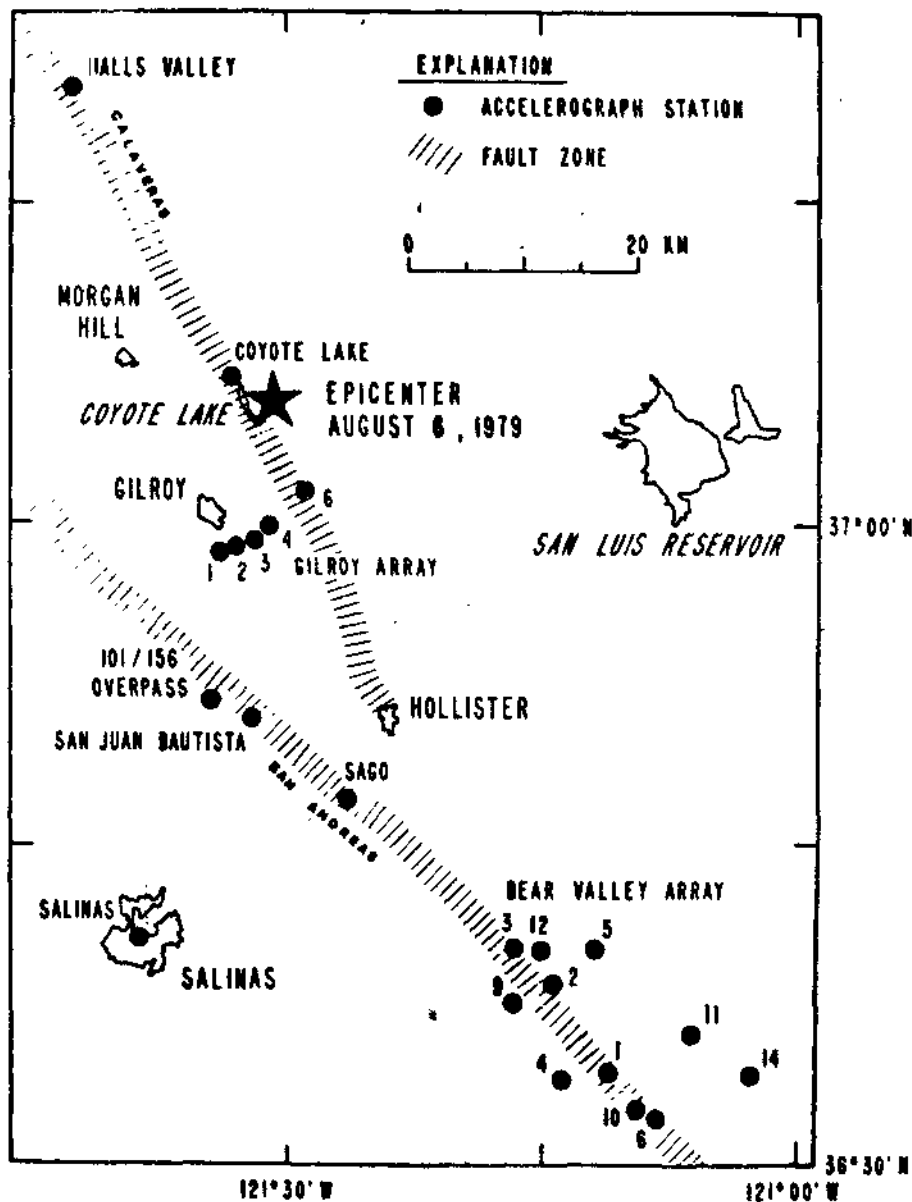 HALLS VALLEY
CALAVERAS
EXPLANATION
ACCELEROGRAPH STATION
FAULT ZONE
0 20 KM
MORGAN
HILL
COYOTE LAKE
COYOTE LAKE
EPICENTER
AUGUST 6, 1979
GILROY
6
4
3
2
1
GILROY ARRAY
SAN LUIS RESERVOIR
37°00'N
101/156
OVERPASS
HOLLISTER
SAN JUAN BAUTISTA
SAGO
SAN ANDREAS
BEAR VALLEY ARRAY
SALINAS
SALINAS
3 12 5
9 2
11
4 1 14
10 6
36°30'N
121°30'W 121°00'W